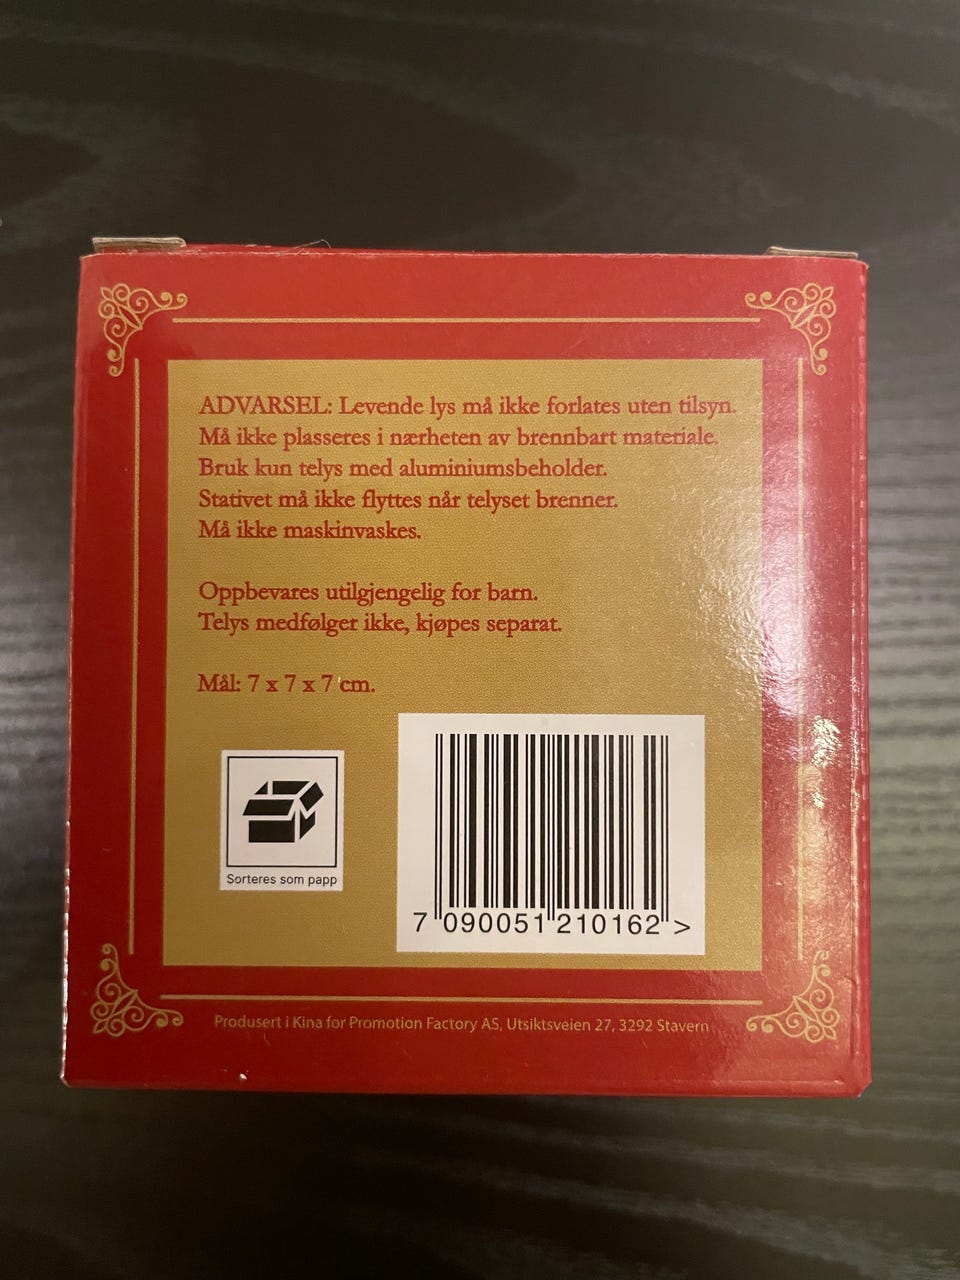 ADVARSEL: Levende lys må ikke forlates uten tilsyn.
Må ikke plasseres i nærheten av brennbart materiale.
Bruk kun telys med aluminiumsbeholder.
Stativet må ikke flyttes når telyset brenner.
Må ikke maskinvaskes.
Oppbevares utilgjengelig for barn.
Telys medfølger ikke, kjøpes separat.
Mål: 7 x 7 x 7 cm.
Sorteres som papp
7 090051 210162 >
Produsert i Kina for Promotion Factory AS, Utsiktsveien 27, 3292 Stavern